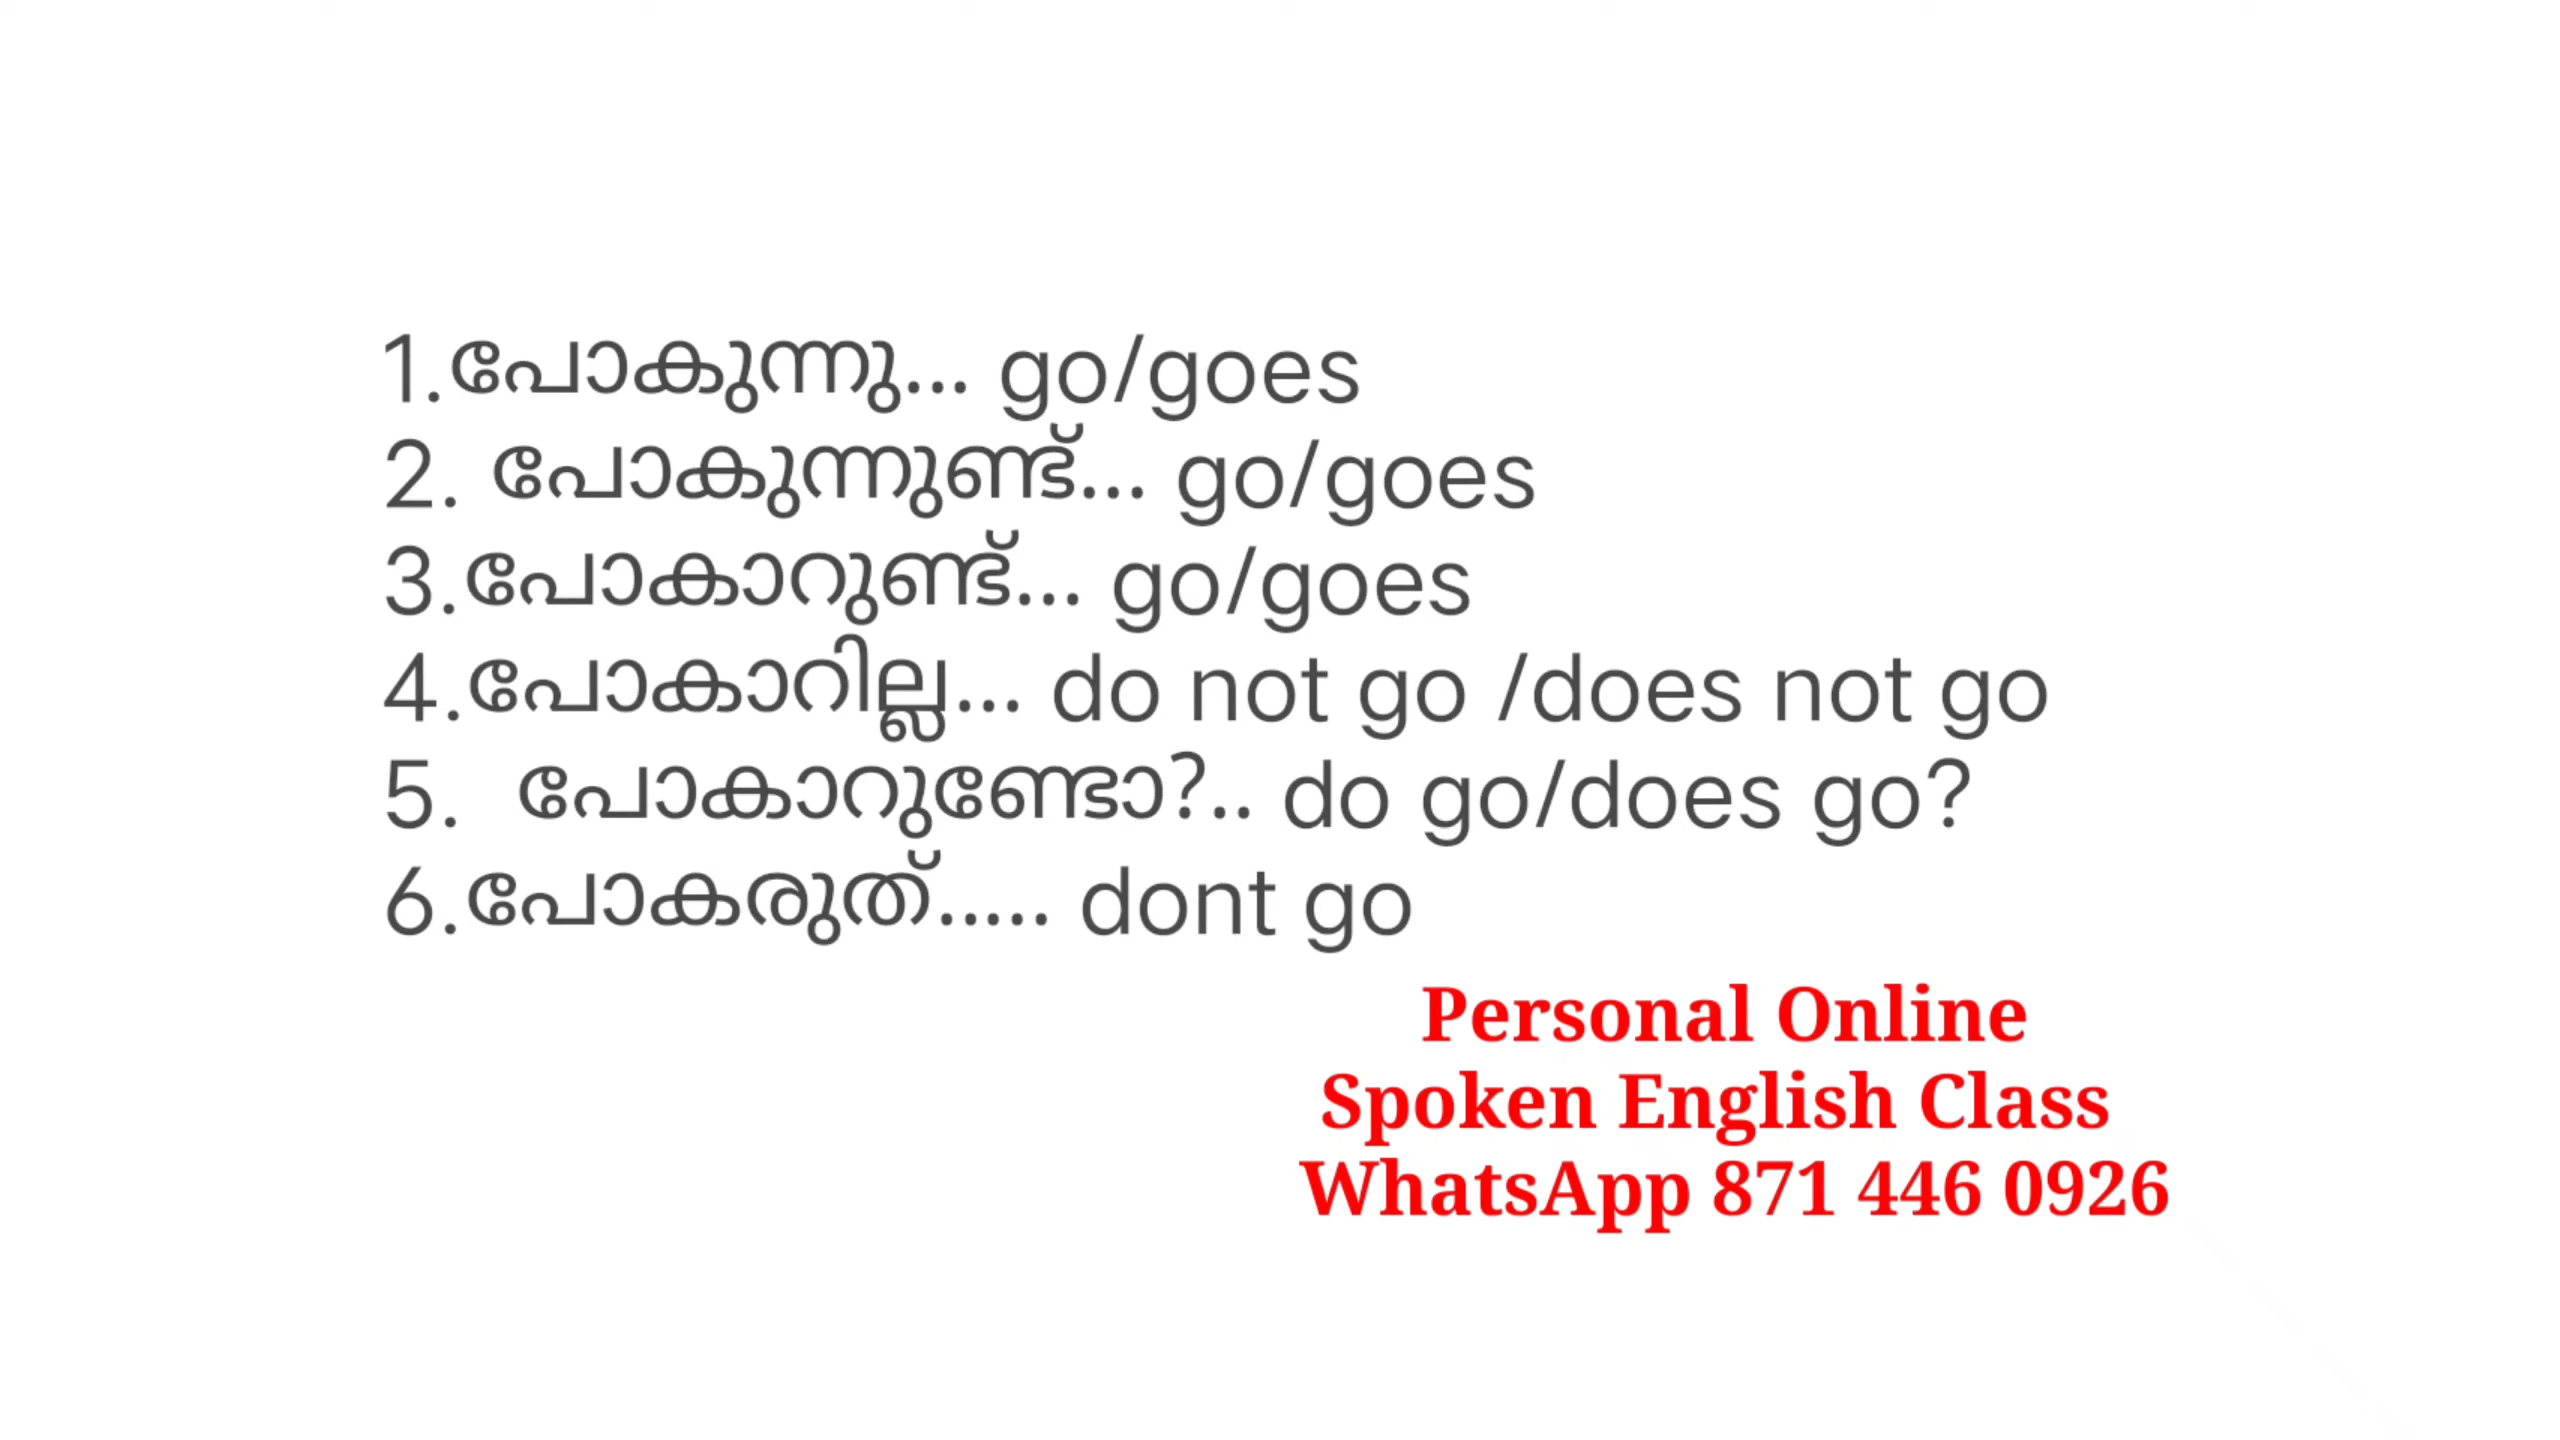 1.പോകുന്നു... go/goes
2. പോകുന്നുണ്ട്... go/goes
3.പോകാറുണ്ട്... go/goes
4.പോകാറില്ല... do not go /does not go
5.  പോകാറുണ്ടോ?.. do go/does go?
6.പോകരുത്..... dont go
Personal Online
Spoken English Class
WhatsApp 871 446 0926